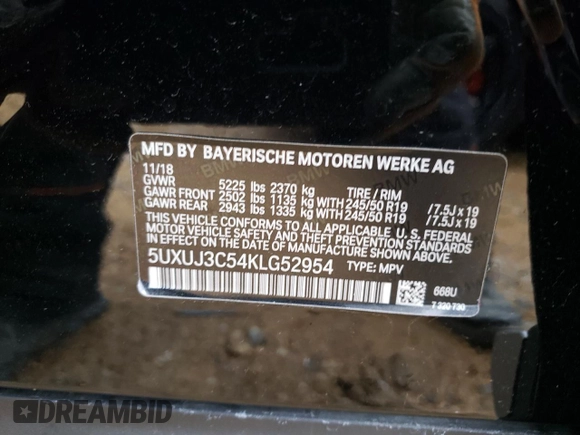 MFD BY BAYERISCHE MOTOREN WERKE AG
11/18
GVWR 5225 lbs 2370 kg TIRE/RIM
GAWR FRONT 2502 lbs 1135 kg WITH 245/50 R19 /7.5J x 19
GAWR REAR 2943 lbs 1335 kg WITH 245/50 R19 /7.5J x 19
THIS VEHICLE CONFORMS TO ALL APPLICABLE U.S. FEDERAL
MOTOR VEHICLE SAFETY AND THEFT PREVENTION STANDARDS
IN EFFECT ON THE DATE OF MANUFACTURE SHOWN ABOVE.
5UXUJ3C54KLG52954 TYPE: MPV
668U
7 330 730
DREAMBID